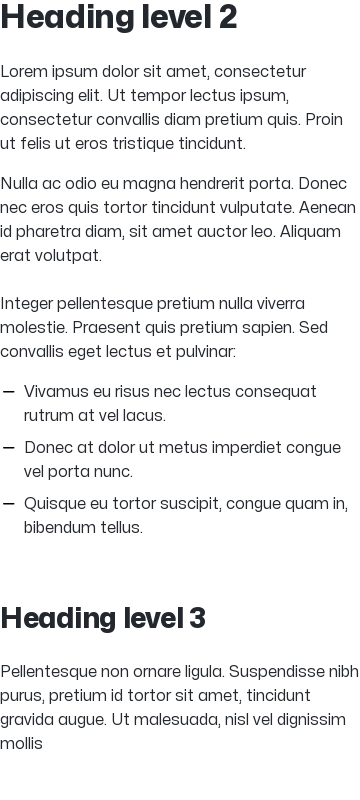 Heading level 2
Lorem ipsum dolor sit amet, consectetur
adipiscing elit. Ut tempor lectus ipsum,
consectetur convallis diam pretium quis. Proin
ut felis ut eros tristique tincidunt.
Nulla ac odio eu magna hendrerit porta. Donec
nec eros quis tortor tincidunt vulputate. Aenean
id pharetra diam, sit amet auctor leo. Aliquam
erat volutpat.
Integer pellentesque pretium nulla viverra
molestie. Praesent quis pretium sapien. Sed
convallis eget lectus et pulvinar:
— Vivamus eu risus nec lectus consequat
rutrum at vel lacus.
— Donec at dolor ut metus imperdiet congue
vel porta nunc.
— Quisque eu tortor suscipit, congue quam in,
bibendum tellus.
Heading level 3
Pellentesque non ornare ligula. Suspendisse nibh
purus, pretium id tortor sit amet, tincidunt
gravida augue. Ut malesuada, nisl vel dignissim
mollis